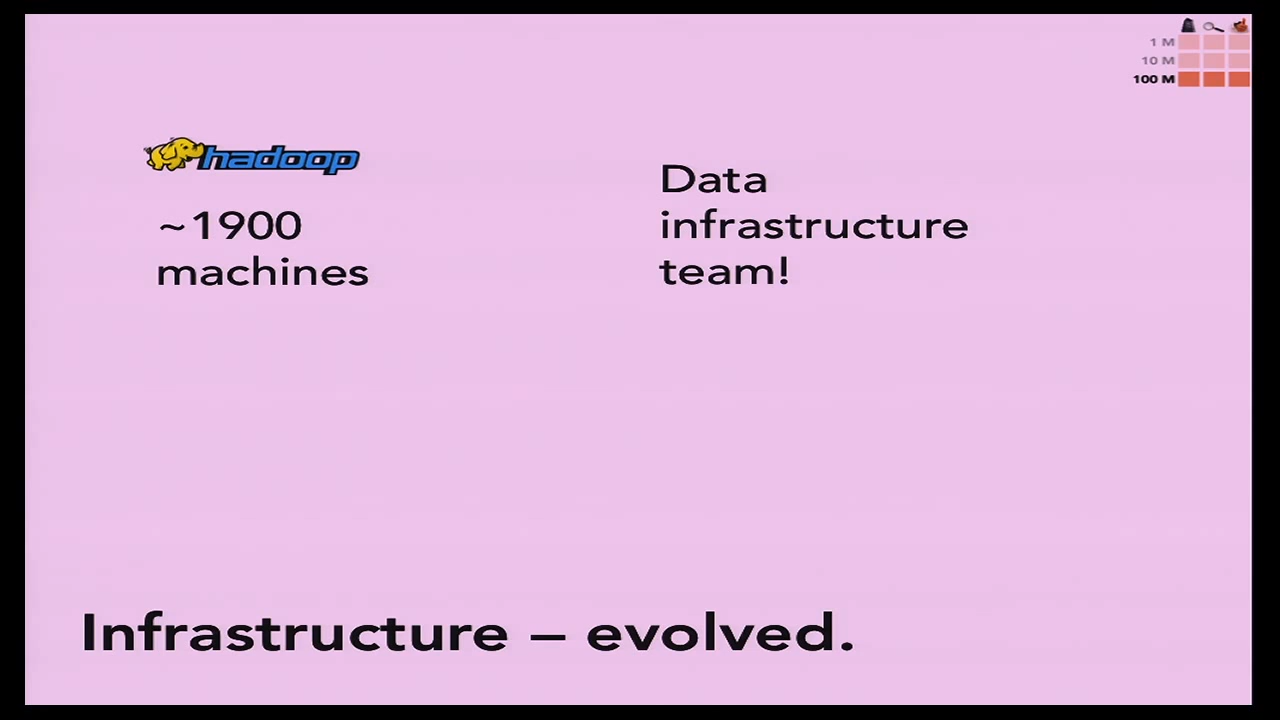 1 M
10 M
100 M
hadoop
~1900
machines
Data
infrastructure
team!
Infrastructure – evolved.